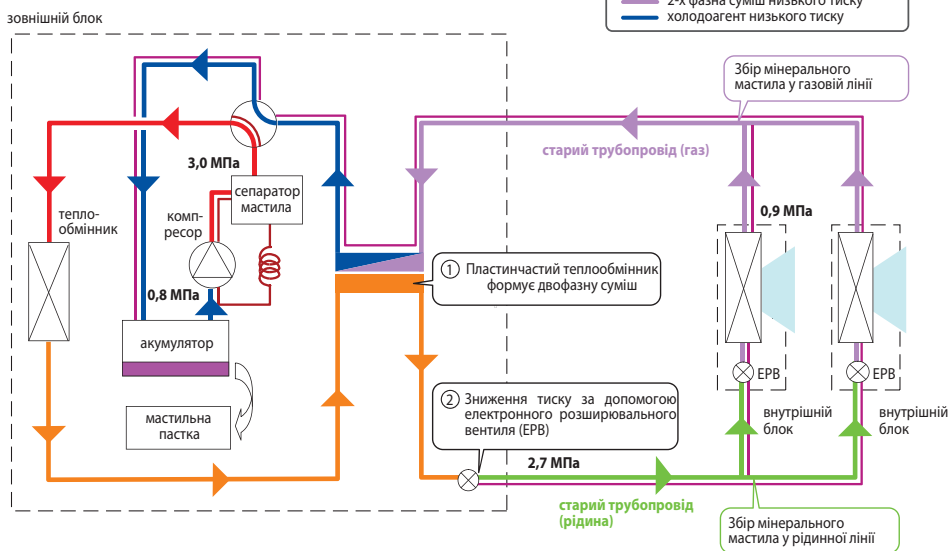 2-х фазна суміш низького тиску
холодоагент низького тиску
зовнішній блок
Збір мінерального
мастила у газовій лінії
старий трубопровід (газ)
3,0 МПа
сепаратор
мастила
тепло-
обмінник
комп-
ресор
0,9 МПа
1 Пластинчастий теплообмінник
формує двофазну суміш
0,8 МПа
акумулятор
ЕРВ
ЕРВ
мастильна
пастка
2 Зниження тиску за допомогою
електронного розширювального
вентиля (ЕРВ)
внутрішній
блок
внутрішній
блок
2,7 МПа
старий трубопровід
(рідина)
Збір мінерального
мастила у рідинної лінії